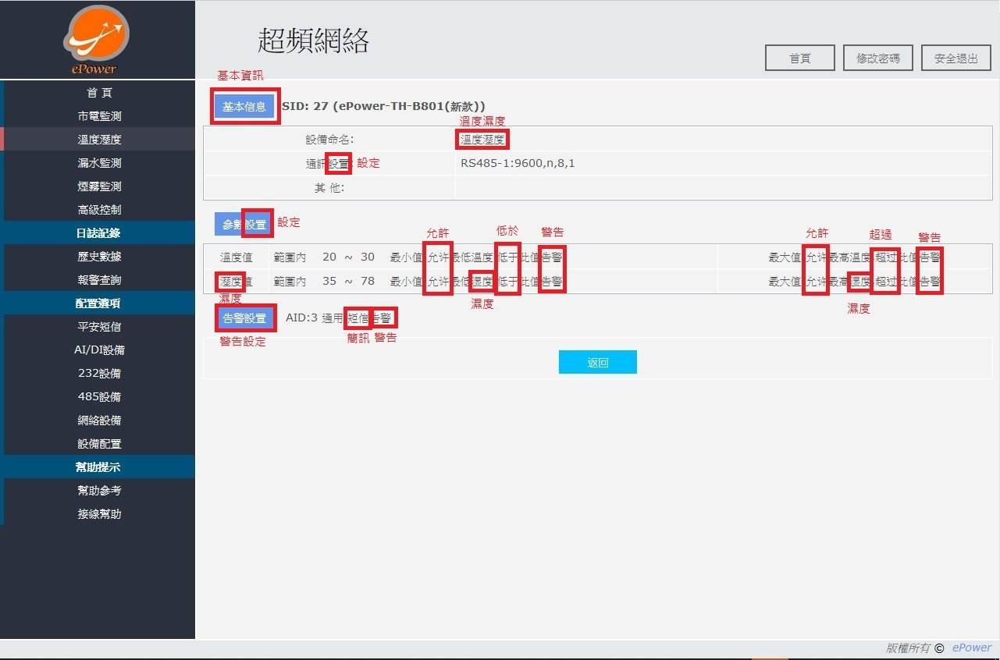 ePower
超頻網絡
首頁
修改密碼
安全退出
首 頁
市電監測
溫度溼度
漏水監測
煙霧監測
高級控制
日誌記錄
歷史數據
報警查詢
配置選項
平安短信
AI/DI設備
232設備
485設備
網絡設備
設備配置
幫助提示
幫助參考
接線幫助
基本資訊
基本信息 SID: 27 (ePower-TH-B801(新款))
溫度濕度
設備命名: 溫度溼度
通訊設置: 設定 RS485-1:9600,n,8,1
其 他:
參數設置 設定
允許 低於 警告 允許 超過 警告
溫度值 範圍內 20 ~ 30 最小值 允许最低温度 低于此值告警 最大值 允许最高温度 超过此值告警
溼度值 範圍內 35 ~ 78 最小值 允许最低湿度 低于此值告警 最大值 允许最高湿度 超过此值告警
濕度 濕度 濕度
告警設置 AID:3 通用短信告警
警告設定 簡訊 警告
返回
版權所有 © ePower